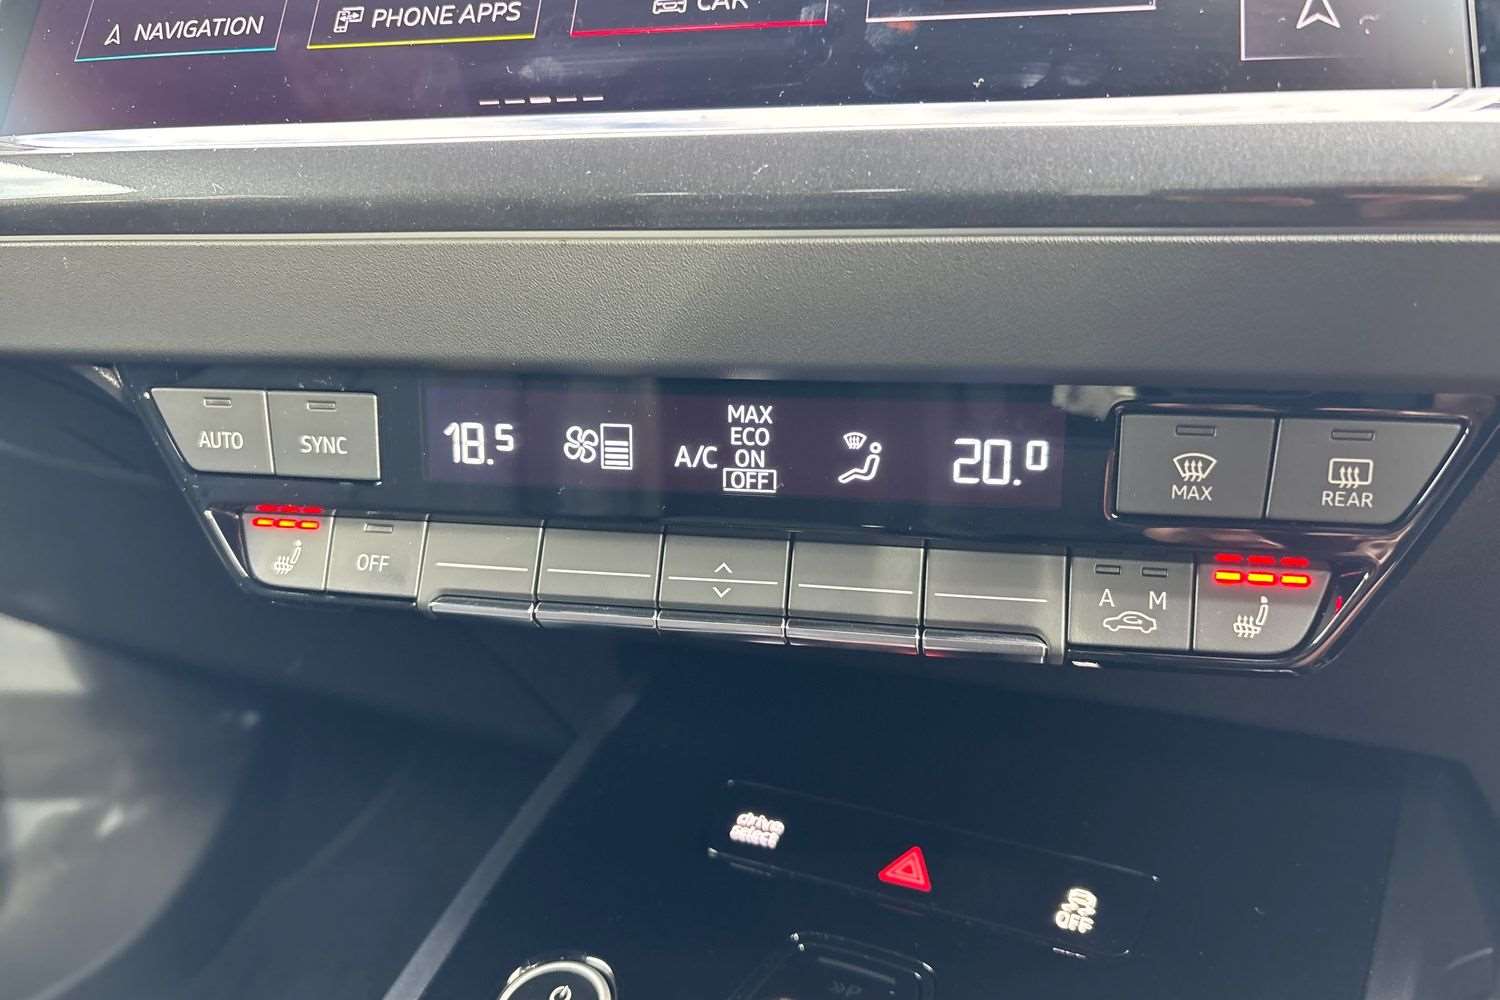 NAVIGATION
PHONE APPS
CAR
AUTO
SYNC
18.5
A/C
MAX
ECO
ON
OFF
20.0
MAX
REAR
OFF
A M
drive
select
OFF
P